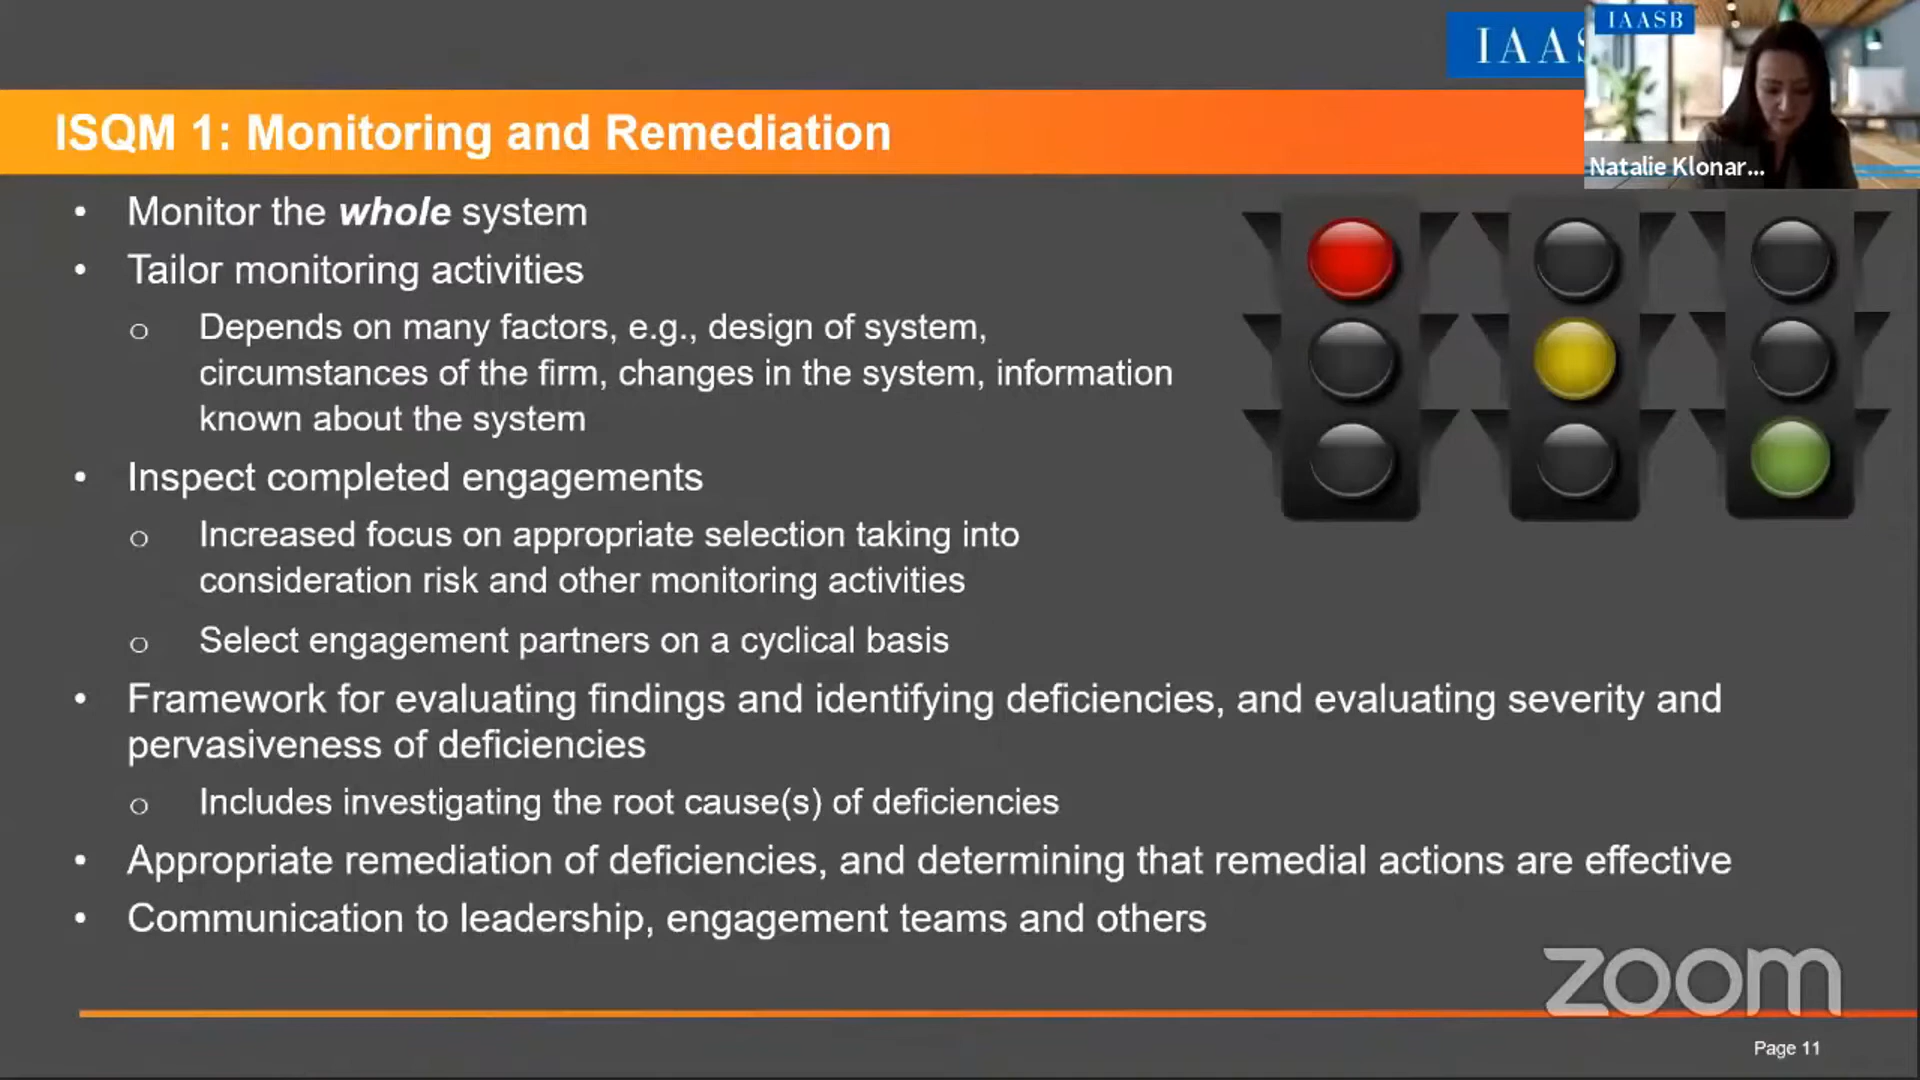 IAAS
IAASB
Natalie Klonar...
ISQM 1: Monitoring and Remediation
• Monitor the whole system
• Tailor monitoring activities
o Depends on many factors, e.g., design of system,
circumstances of the firm, changes in the system, information
known about the system
• Inspect completed engagements
o Increased focus on appropriate selection taking into
consideration risk and other monitoring activities
o Select engagement partners on a cyclical basis
• Framework for evaluating findings and identifying deficiencies, and evaluating severity and
pervasiveness of deficiencies
o Includes investigating the root cause(s) of deficiencies
• Appropriate remediation of deficiencies, and determining that remedial actions are effective
• Communication to leadership, engagement teams and others
zoom
Page 11